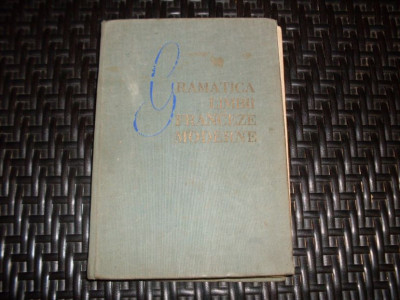 GRAMATICA
LIMBII
FRANCEZE
MODERNE